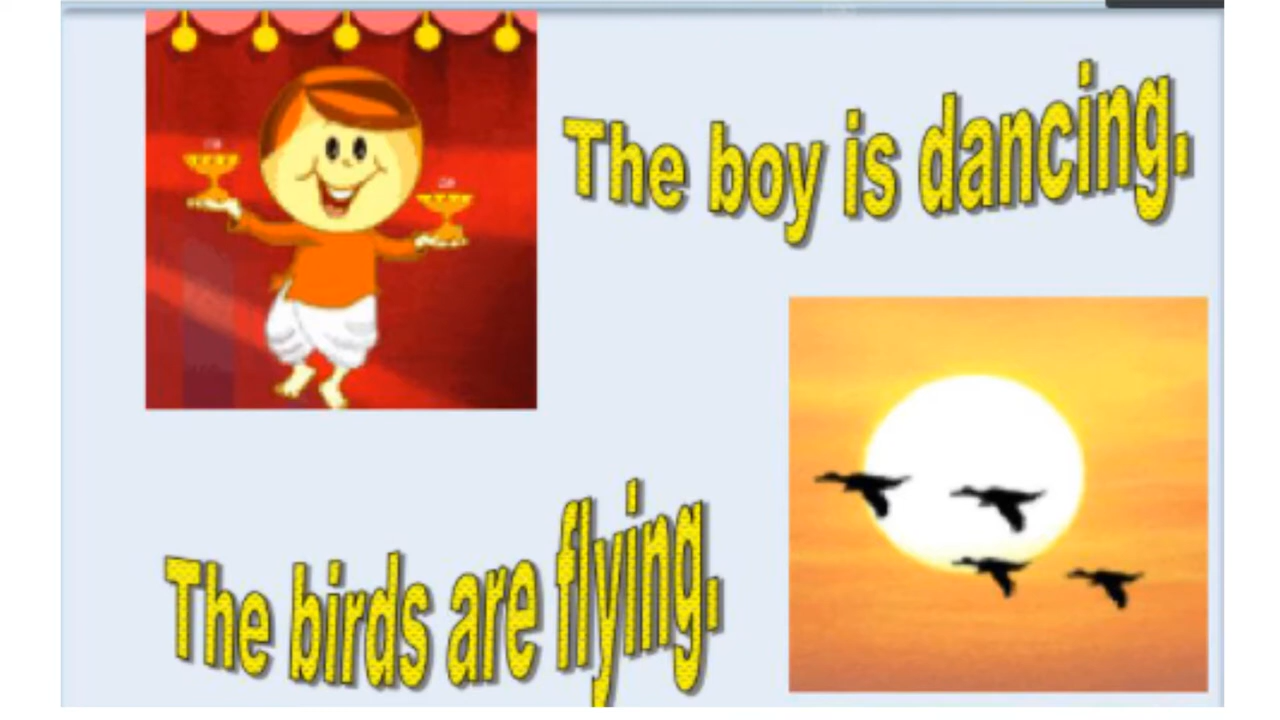 The boy is dancing.
The birds are flying.